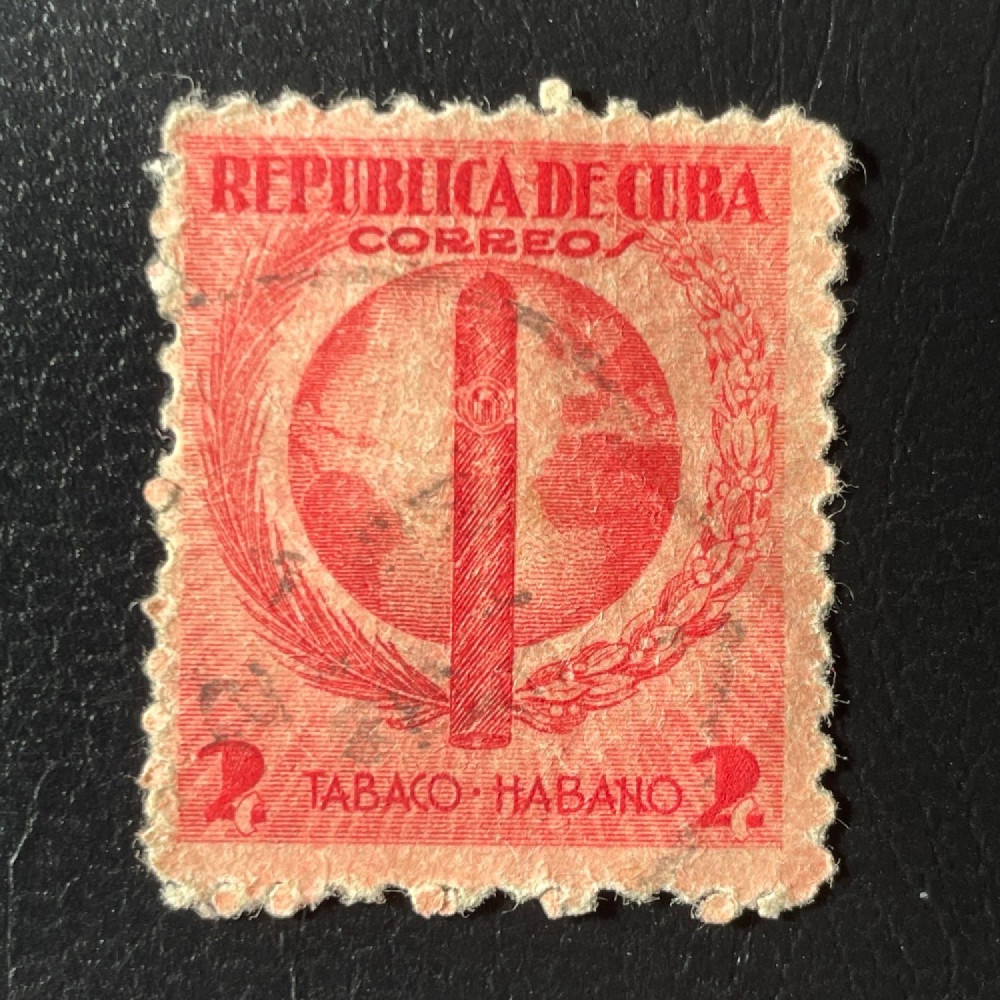 REPUBLICA DE CUBA
CORREOS
2c TABACO · HABANO 2c